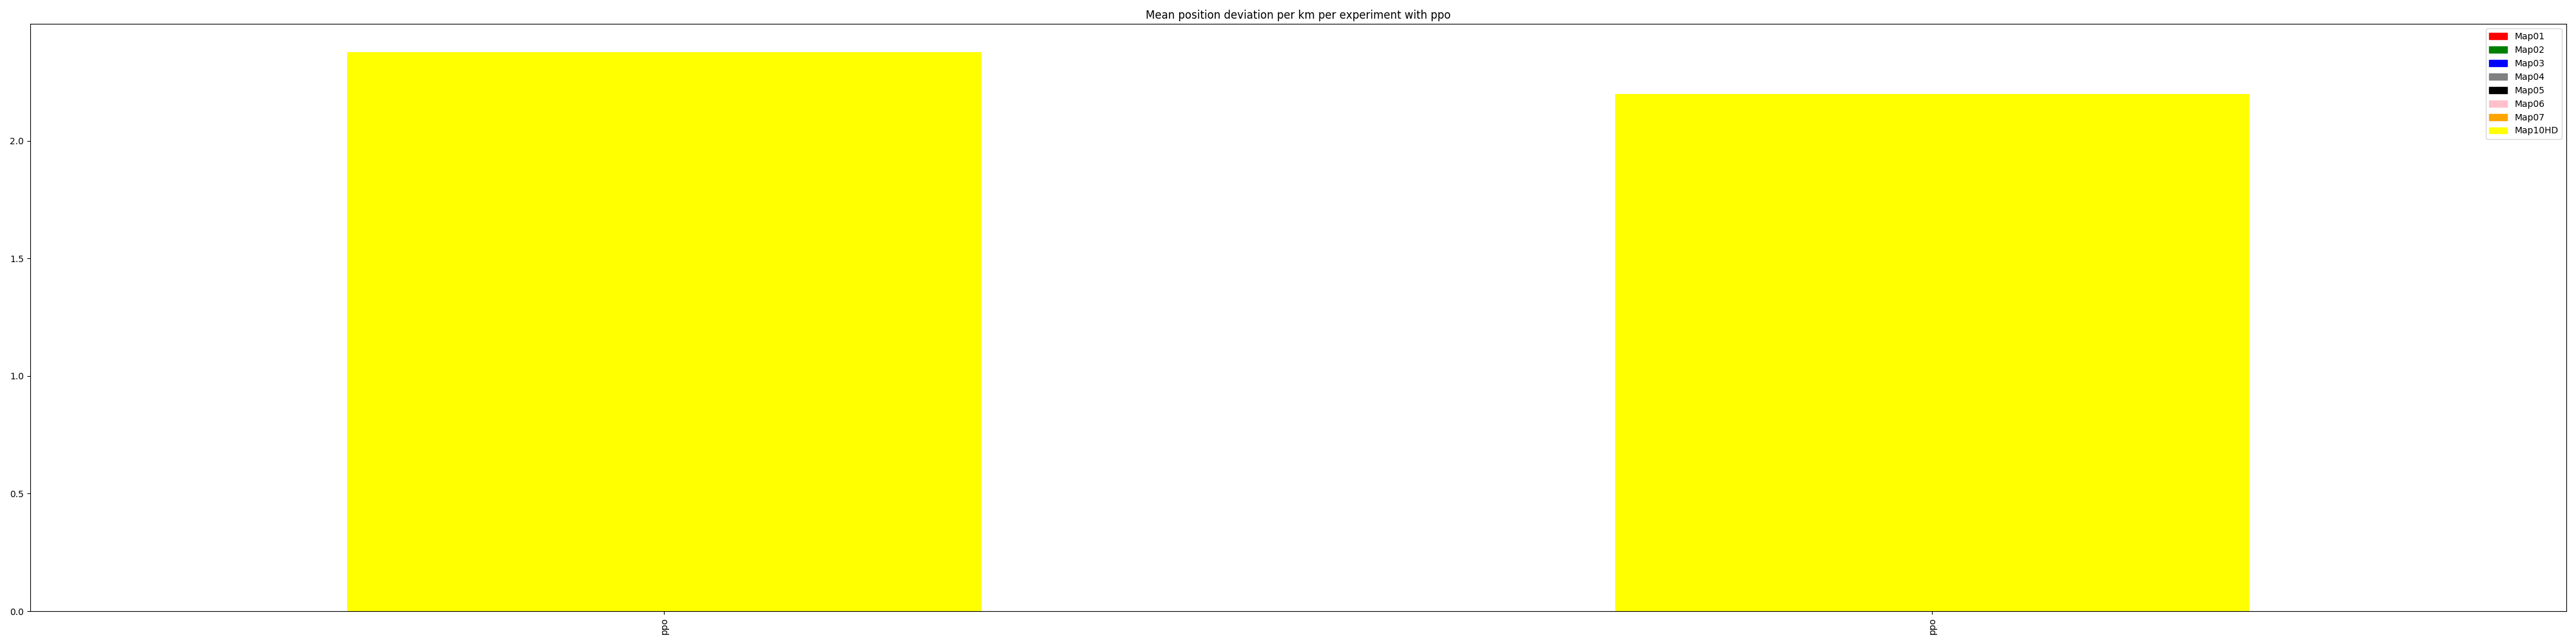 Mean position deviation per km per experiment with ppo
Map01
Map02
Map03
Map04
Map05
Map06
Map07
Map10HD
2.0
1.5
1.0
0.5
0.0
ppo
ppo